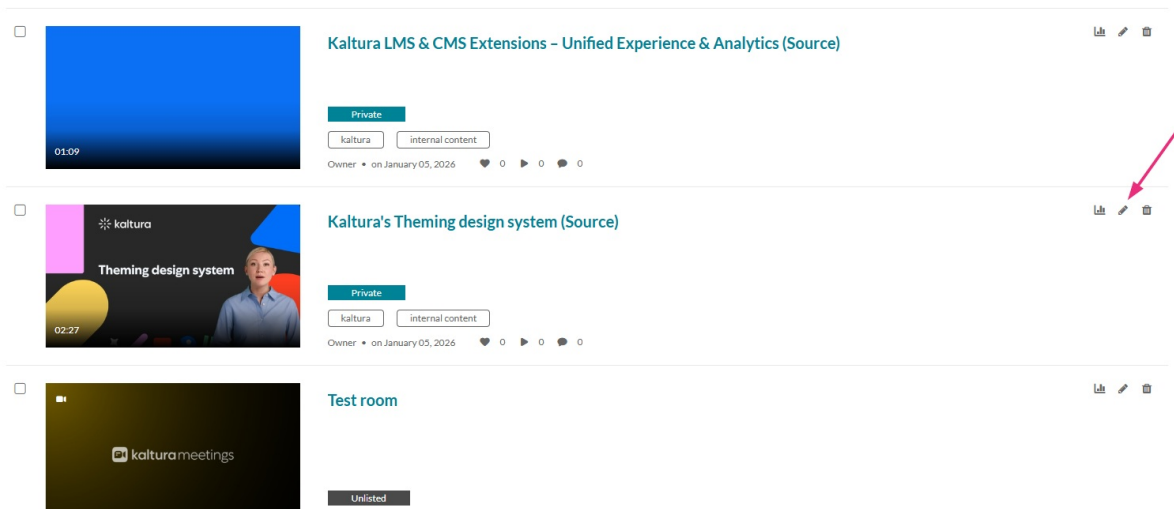 Kaltura LMS & CMS Extensions – Unified Experience & Analytics (Source)
Private
kaltura internal content
01:09
Owner • on January 05, 2026 0 0 0
kaltura
Theming design system
02:27
Kaltura's Theming design system (Source)
Private
kaltura internal content
Owner • on January 05, 2026 0 0 0
kaltura meetings
Test room
Unlisted